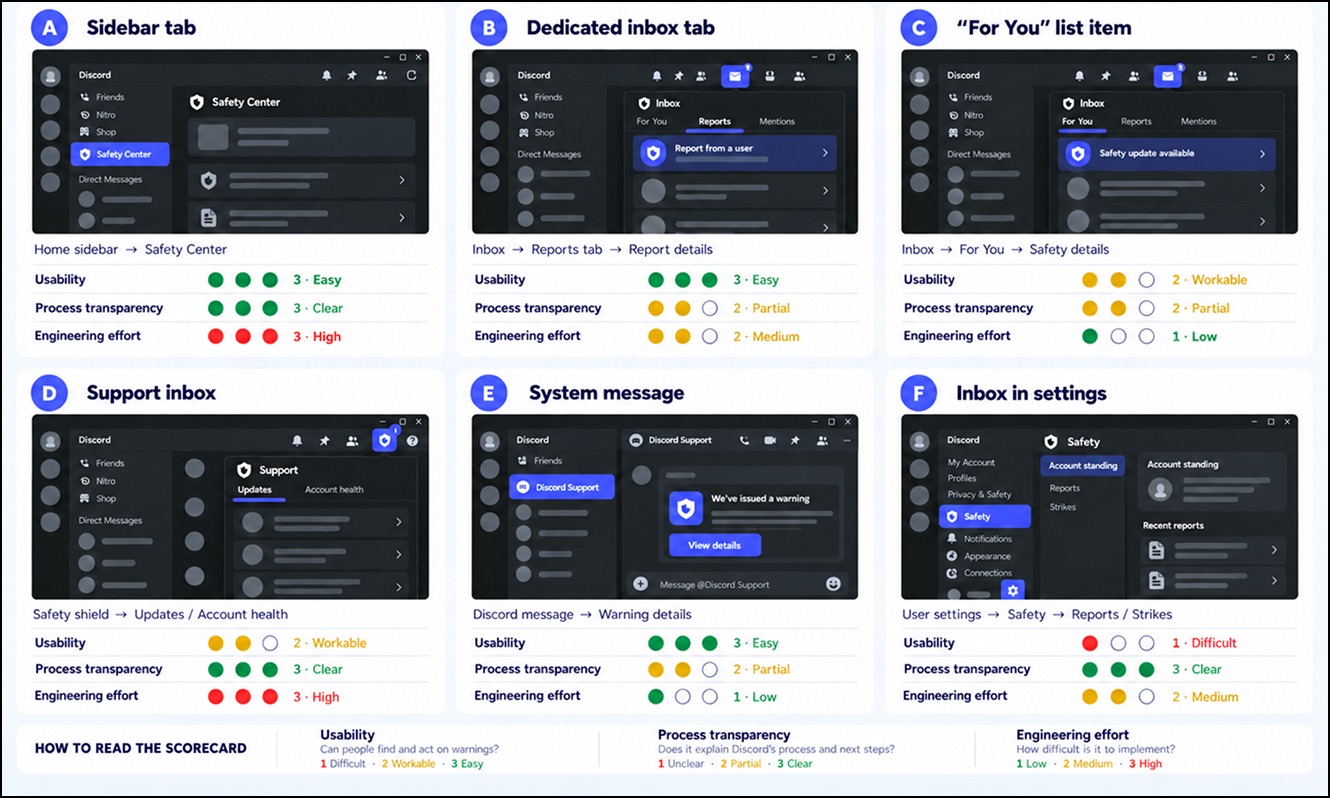 A Sidebar tab
Discord
Friends
Nitro
Shop
Safety Center
Direct Messages
Safety Center
Home sidebar → Safety Center
Usability 3 · Easy
Process transparency 3 · Clear
Engineering effort 3 · High
B Dedicated inbox tab
Discord
Friends
Nitro
Shop
Direct Messages
Inbox
For You Reports Mentions
Report from a user
Inbox → Reports tab → Report details
Usability 3 · Easy
Process transparency 2 · Partial
Engineering effort 2 · Medium
C “For You” list item
Discord
Friends
Nitro
Shop
Direct Messages
Inbox
For You Reports Mentions
Safety update available
Inbox → For You → Safety details
Usability 2 · Workable
Process transparency 2 · Partial
Engineering effort 1 · Low
D Support inbox
Discord
Friends
Nitro
Shop
Direct Messages
Support
Updates Account health
Safety shield → Updates / Account health
Usability 2 · Workable
Process transparency 3 · Clear
Engineering effort 3 · High
E System message
Discord
Friends
Discord Support
Discord Support
We've issued a warning
View details
Message @Discord Support
Discord message → Warning details
Usability 3 · Easy
Process transparency 2 · Partial
Engineering effort 1 · Low
F Inbox in settings
Discord
My Account
Profiles
Privacy & Safety
Safety
Notifications
Appearance
Connections
Safety
Account standing
Reports
Strikes
Account standing
Recent reports
User settings → Safety → Reports / Strikes
Usability 1 · Difficult
Process transparency 3 · Clear
Engineering effort 2 · Medium
HOW TO READ THE SCORECARD
Usability
Can people find and act on warnings?
1 Difficult · 2 Workable · 3 Easy
Process transparency
Does it explain Discord's process and next steps?
1 Unclear · 2 Partial · 3 Clear
Engineering effort
How difficult is it to implement?
1 Low · 2 Medium · 3 High